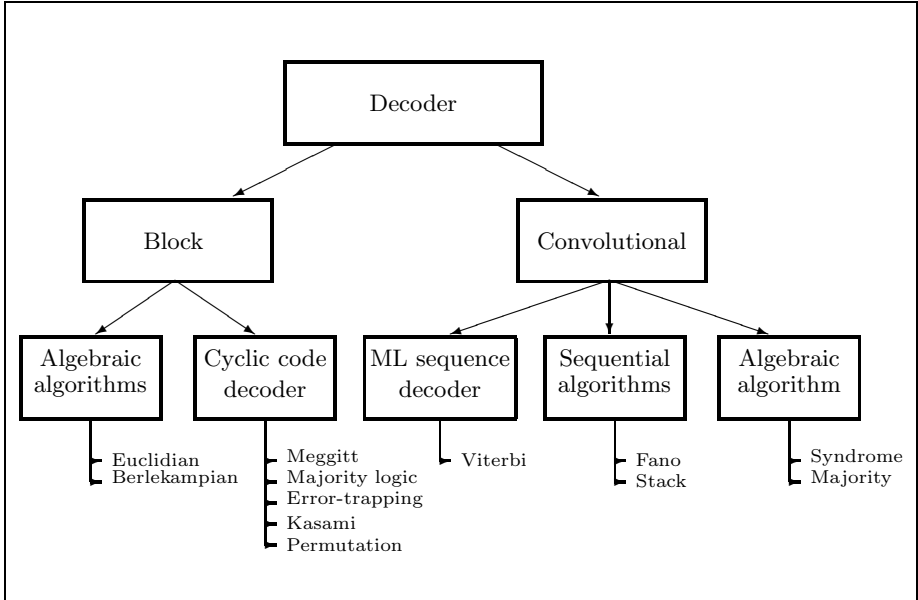 Decoder
Block
Convolutional
Algebraic
algorithms
Cyclic code
decoder
ML sequence
decoder
Sequential
algorithms
Algebraic
algorithm
Euclidian
Berlekampian
Meggitt
Majority logic
Error-trapping
Kasami
Permutation
Viterbi
Fano
Stack
Syndrome
Majority